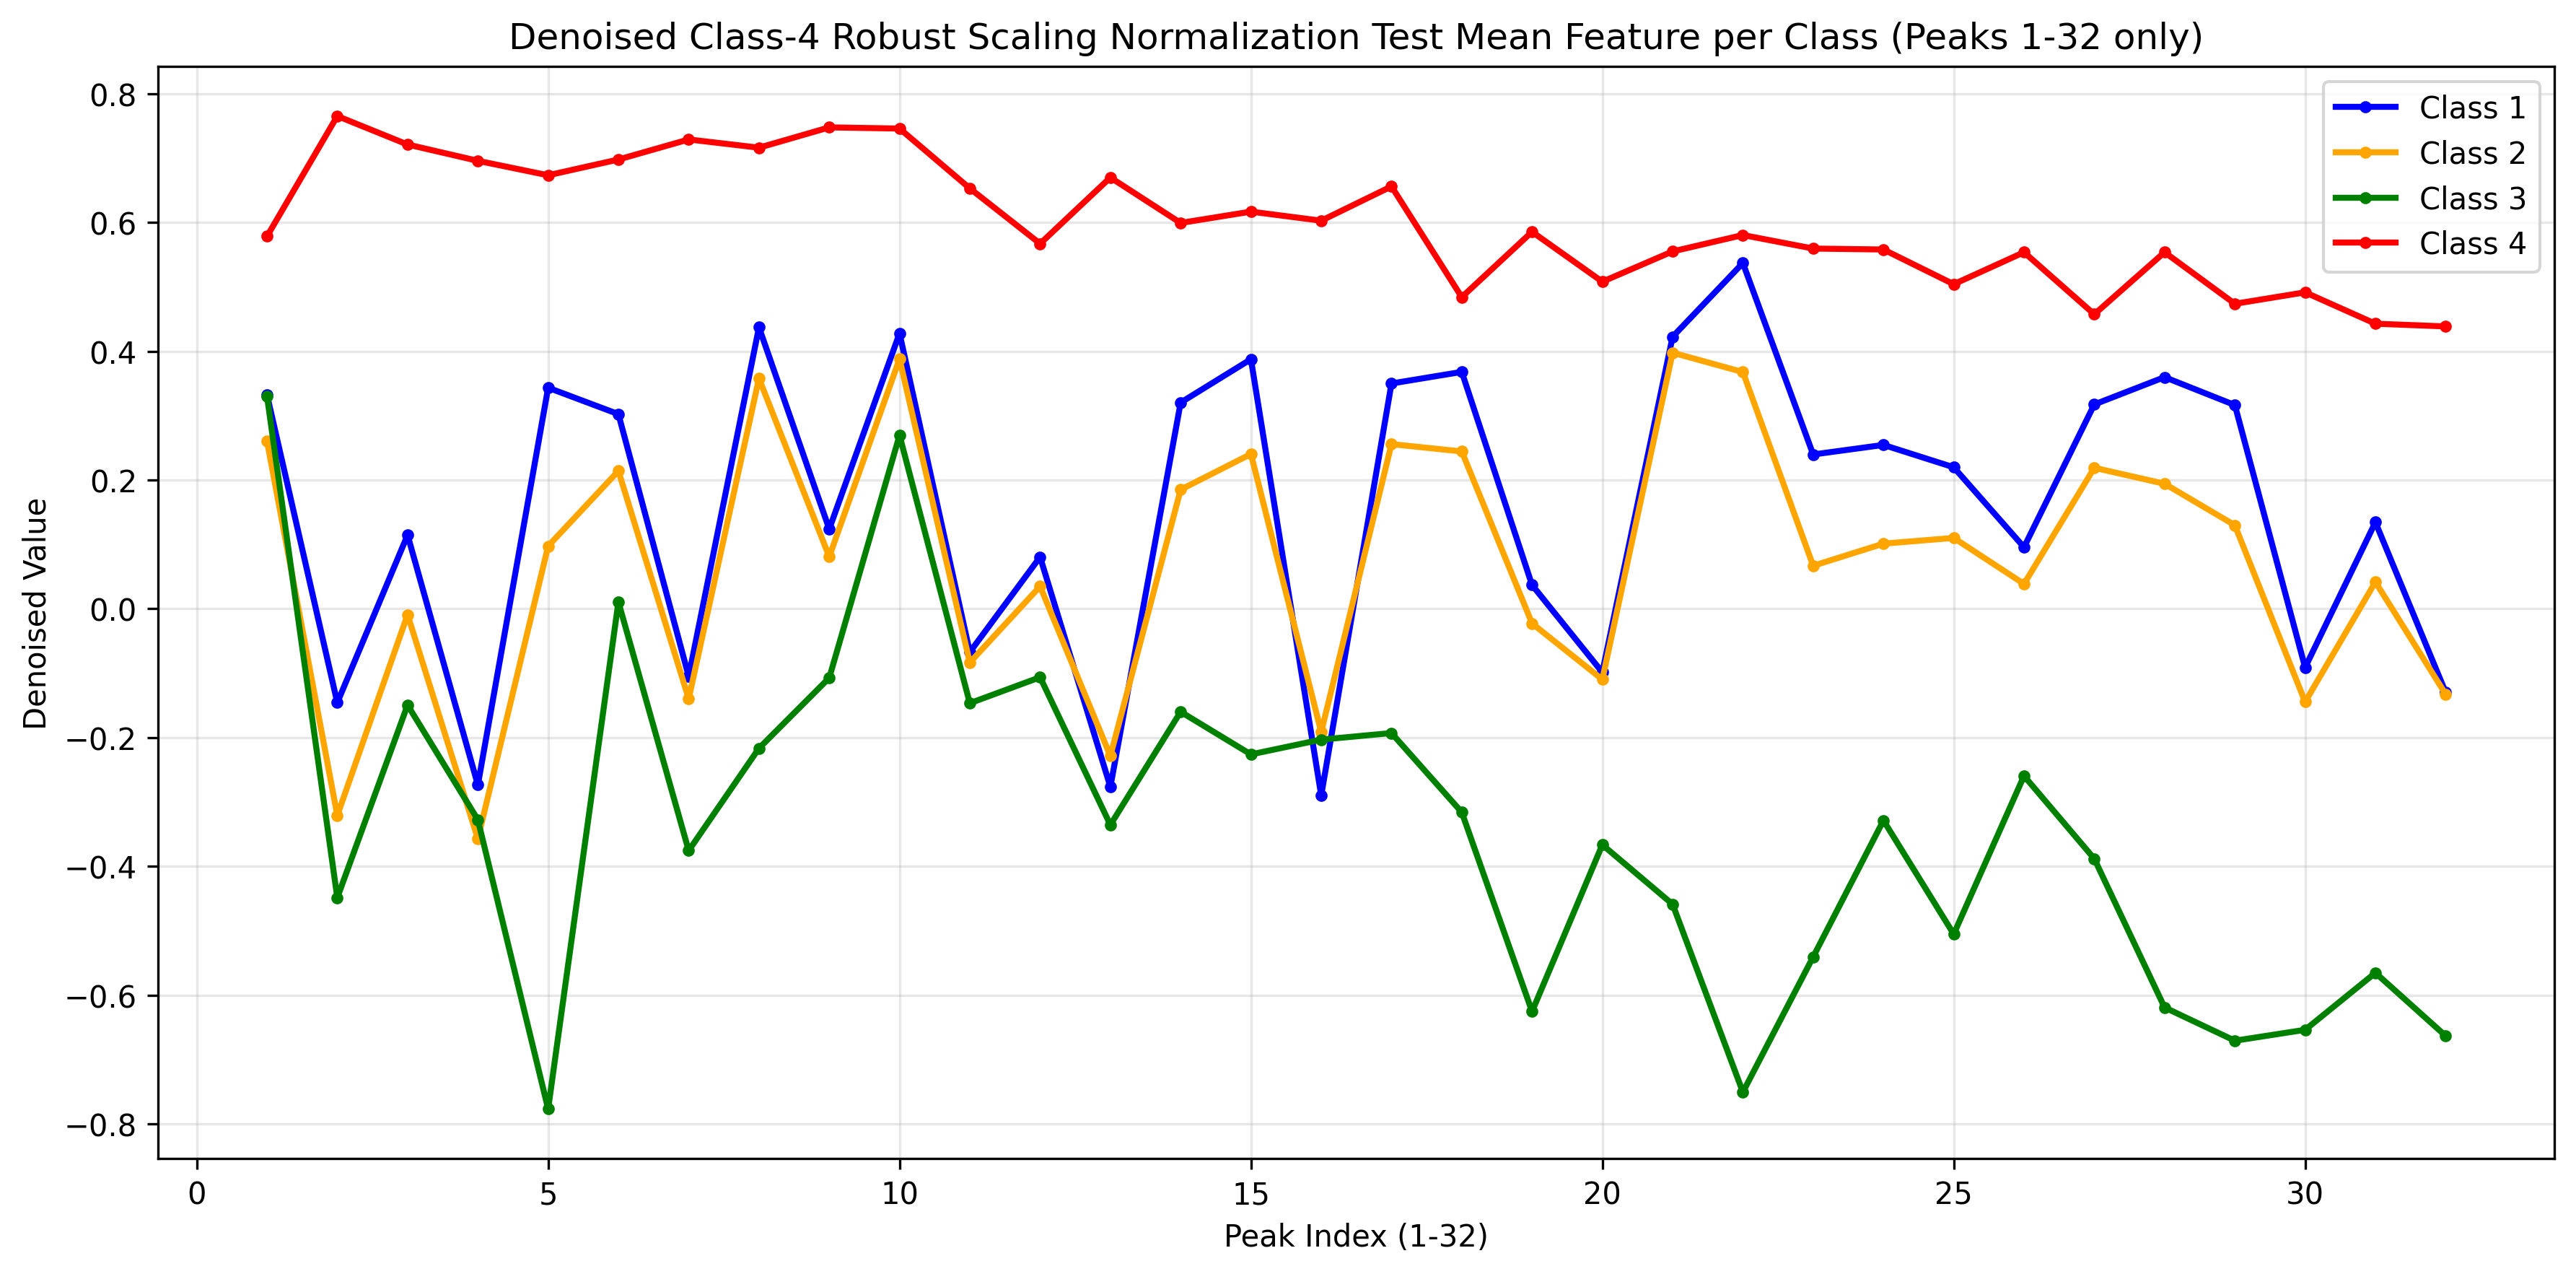 Denoised Class-4 Robust Scaling Normalization Test Mean Feature per Class (Peaks 1-32 only)
Class 1
Class 2
Class 3
Class 4
Denoised Value
0.8
0.6
0.4
0.2
0.0
−0.2
−0.4
−0.6
−0.8
0 5 10 15 20 25 30
Peak Index (1-32)